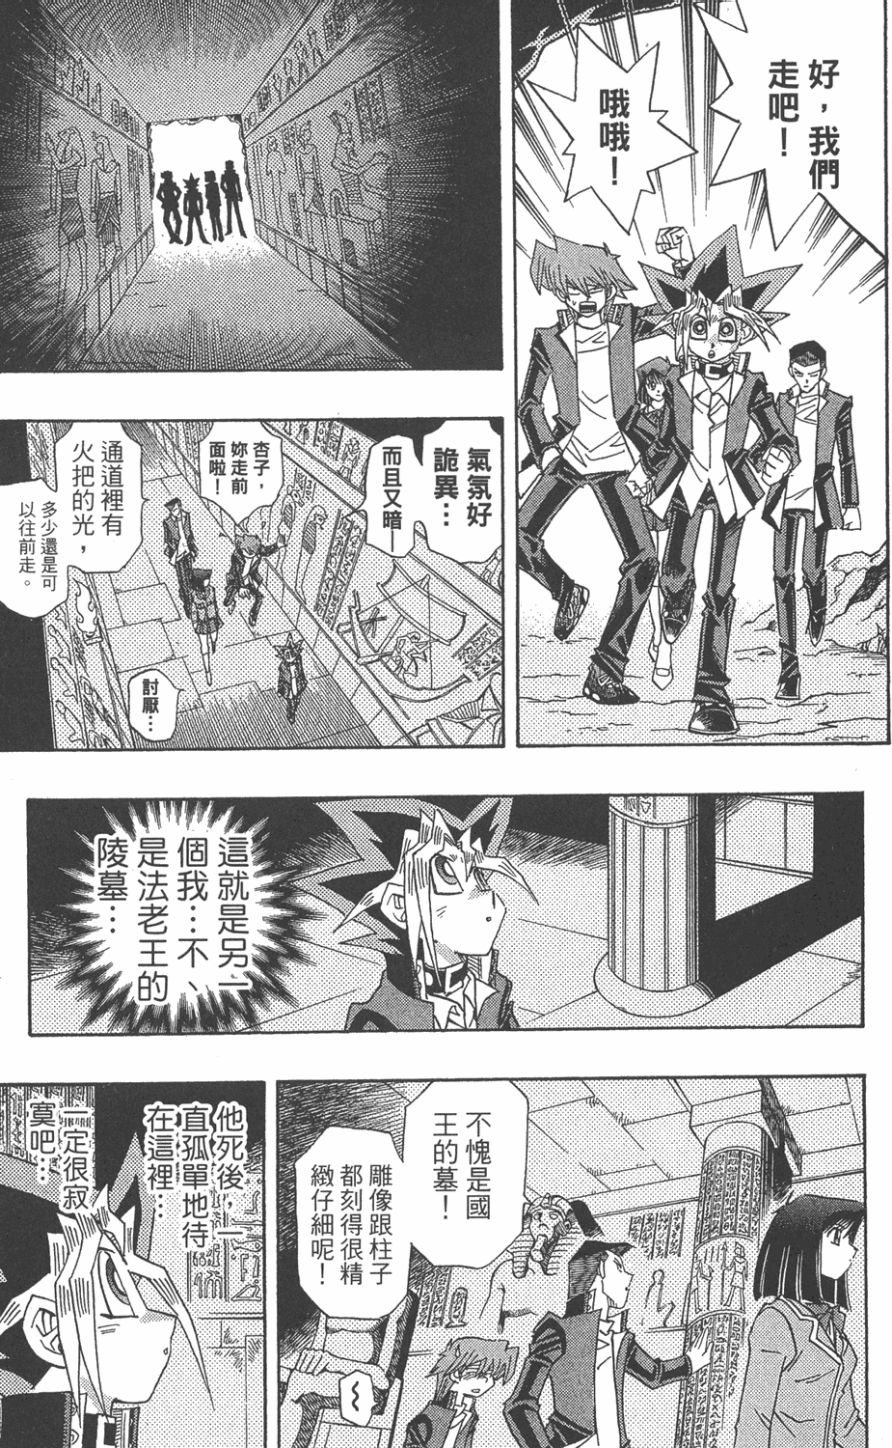 好，我們
走吧！
哦哦！
氣氛好
詭異…
而且又暗—
杏子，
妳走前
面啦！
討厭…
通道裡有
火把的光，
多少還是可
以往前走。
這就是另一
個我…不、
是法老王的
陵墓…
不愧是國
王的墓！
雕像跟柱子
都刻得很精
緻仔細呢！
他死後，一
直孤單地待
在這裡…
一定很叔
寞吧…